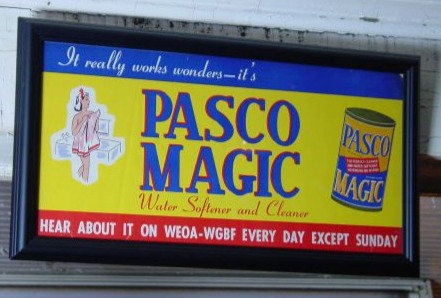 It really works wonders—it's
PASCO
MAGIC
Water Softener and Cleaner
PASCO
MAGIC
HEAR ABOUT IT ON WEOA-WGBF EVERY DAY EXCEPT SUNDAY